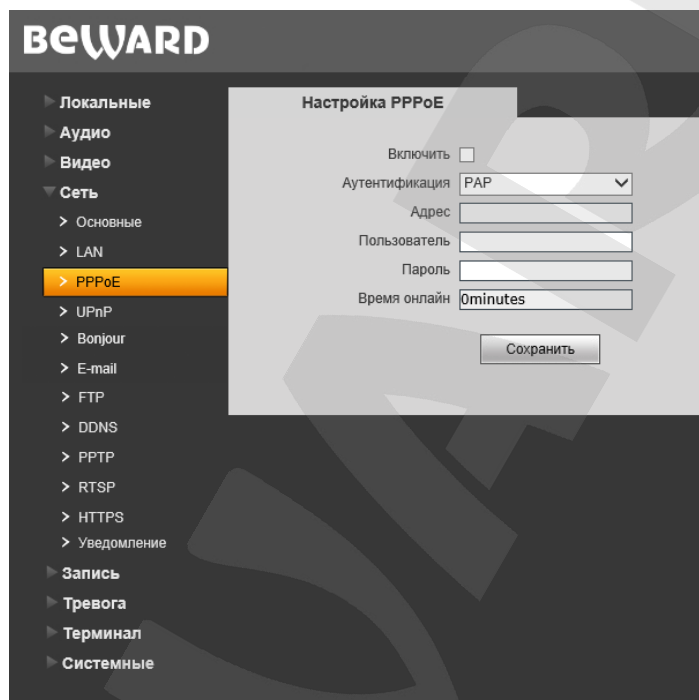 BEWARD
Локальные
Аудио
Видео
Сеть
Основные
LAN
PPPoE
UPnP
Bonjour
E-mail
FTP
DDNS
PPTP
RTSP
HTTPS
Уведомление
Запись
Тревога
Терминал
Системные
Настройка PPPoE
Включить
Аутентификация PAP
Адрес
Пользователь
Пароль
Время онлайн 0minutes
Сохранить